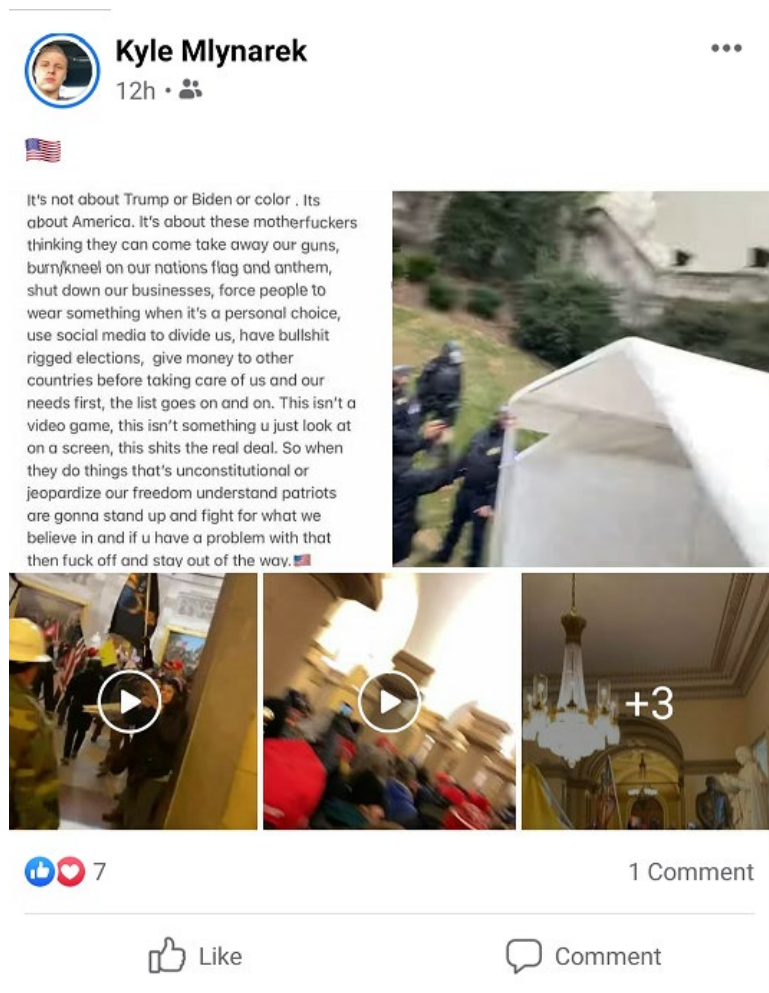 Kyle Mlynarek
12h
It's not about Trump or Biden or color . Its
about America. It's about these motherfuckers
thinking they can come take away our guns,
burn/kneel on our nations flag and anthem,
shut down our businesses, force people to
wear something when it's a personal choice,
use social media to divide us, have bullshit
rigged elections, give money to other
countries before taking care of us and our
needs first, the list goes on and on. This isn't a
video game, this isn't something u just look at
on a screen, this shits the real deal. So when
they do things that's unconstitutional or
jeopardize our freedom understand patriots
are gonna stand up and fight for what we
believe in and if u have a problem with that
then fuck off and stay out of the way.
+3
7
1 Comment
Like
Comment